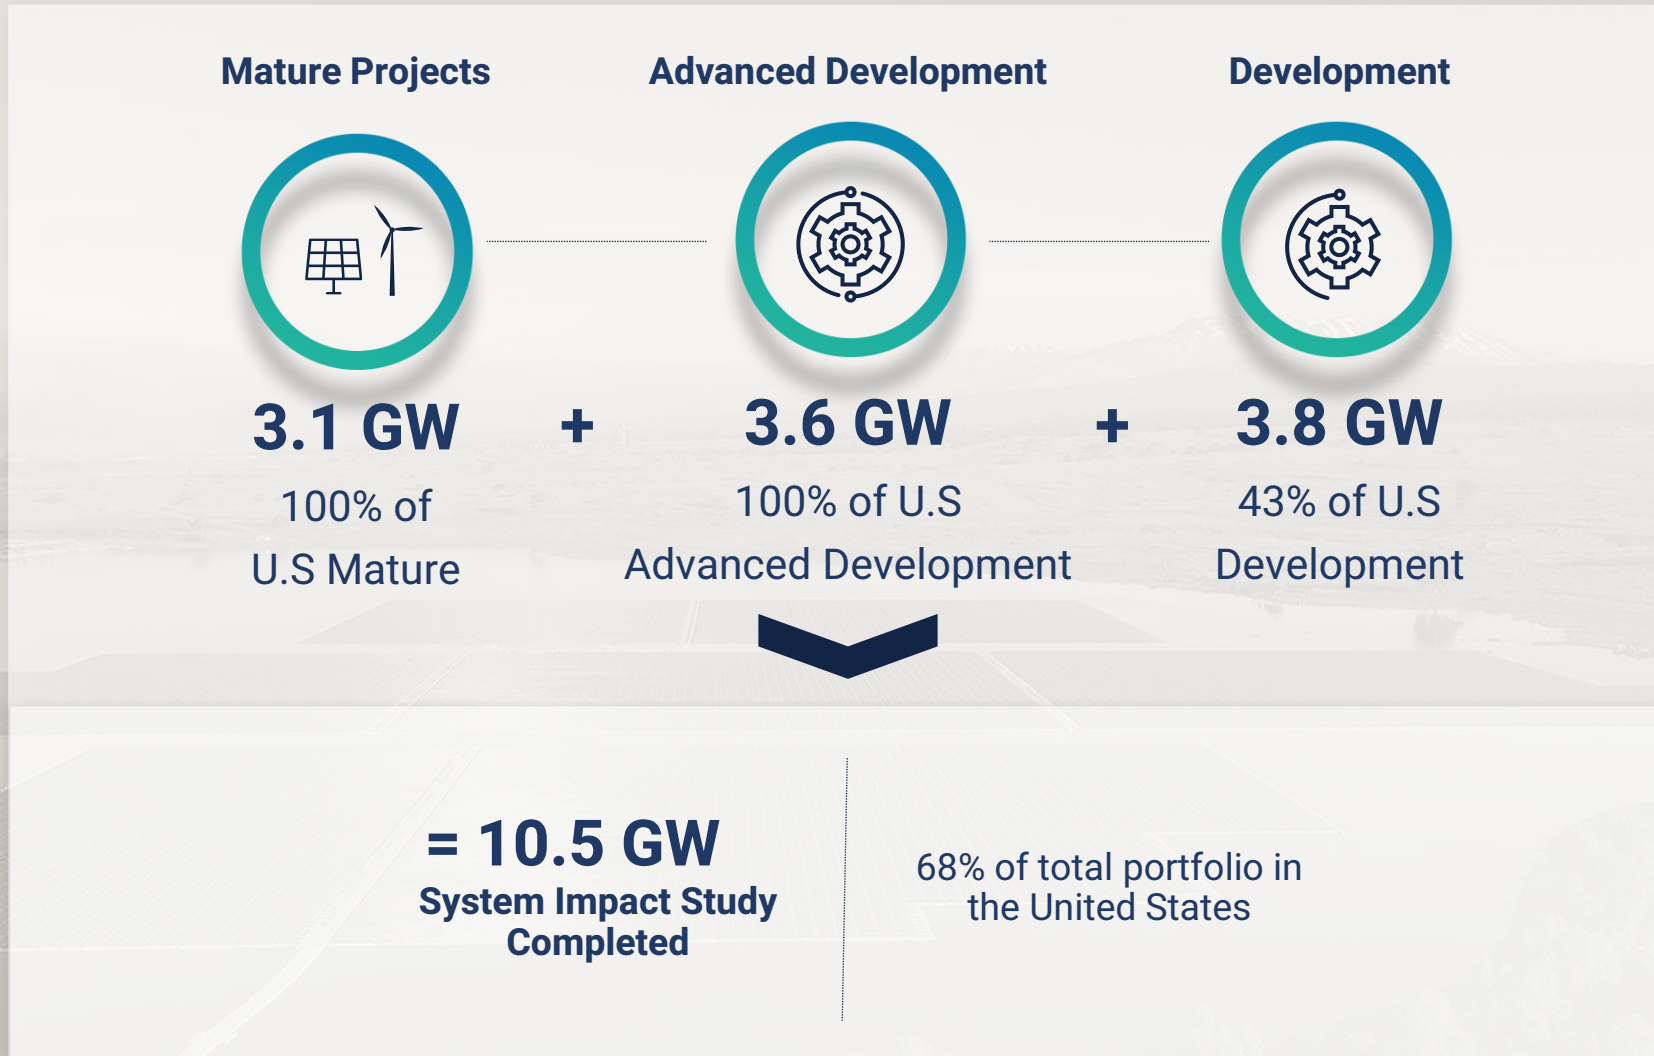 Mature Projects
Advanced Development
Development
3.1 GW
+
3.6 GW
+
3.8 GW
100% of
U.S Mature
100% of U.S
Advanced Development
43% of U.S
Development
= 10.5 GW
System Impact Study
Completed
68% of total portfolio in
the United States